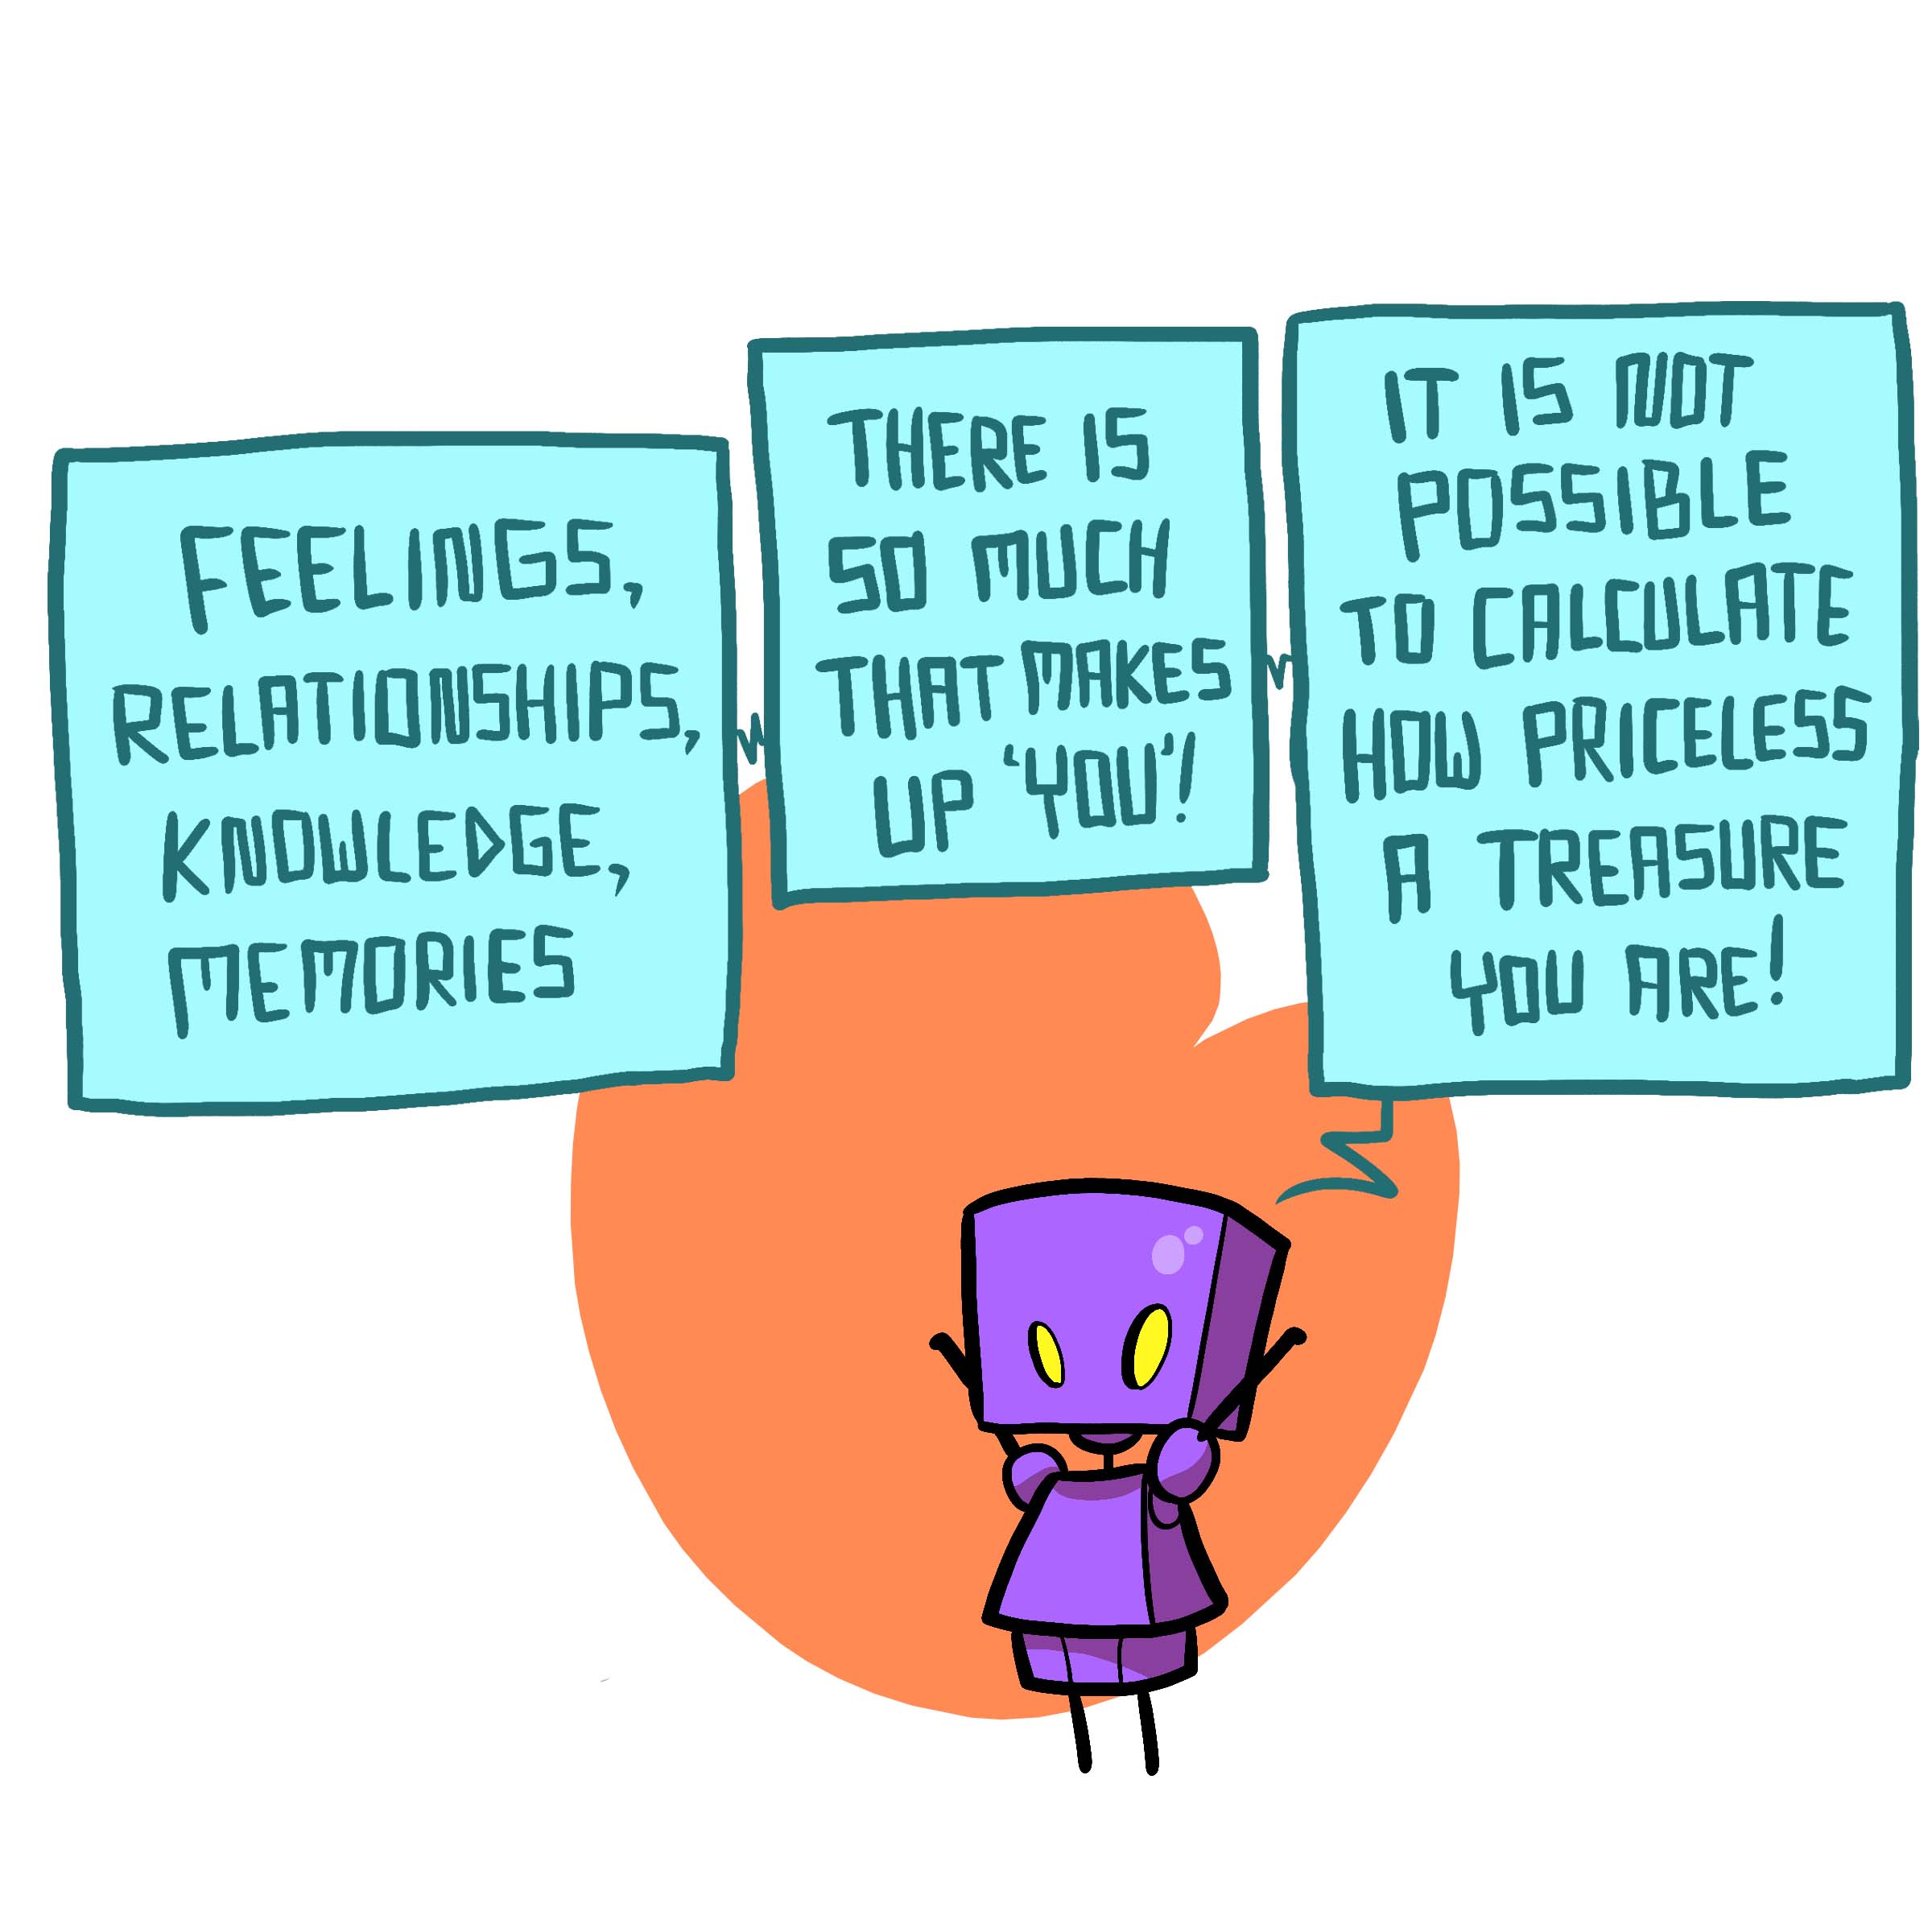 FEELINGS,
RELATIONSHIPS,
KNOWLEDGE,
MEMORIES
THERE IS
SO MUCH
THAT MAKES
UP "YOU"!
IT IS NOT
POSSIBLE
TO CALCULATE
HOW PRICELESS
A TREASURE
YOU ARE!